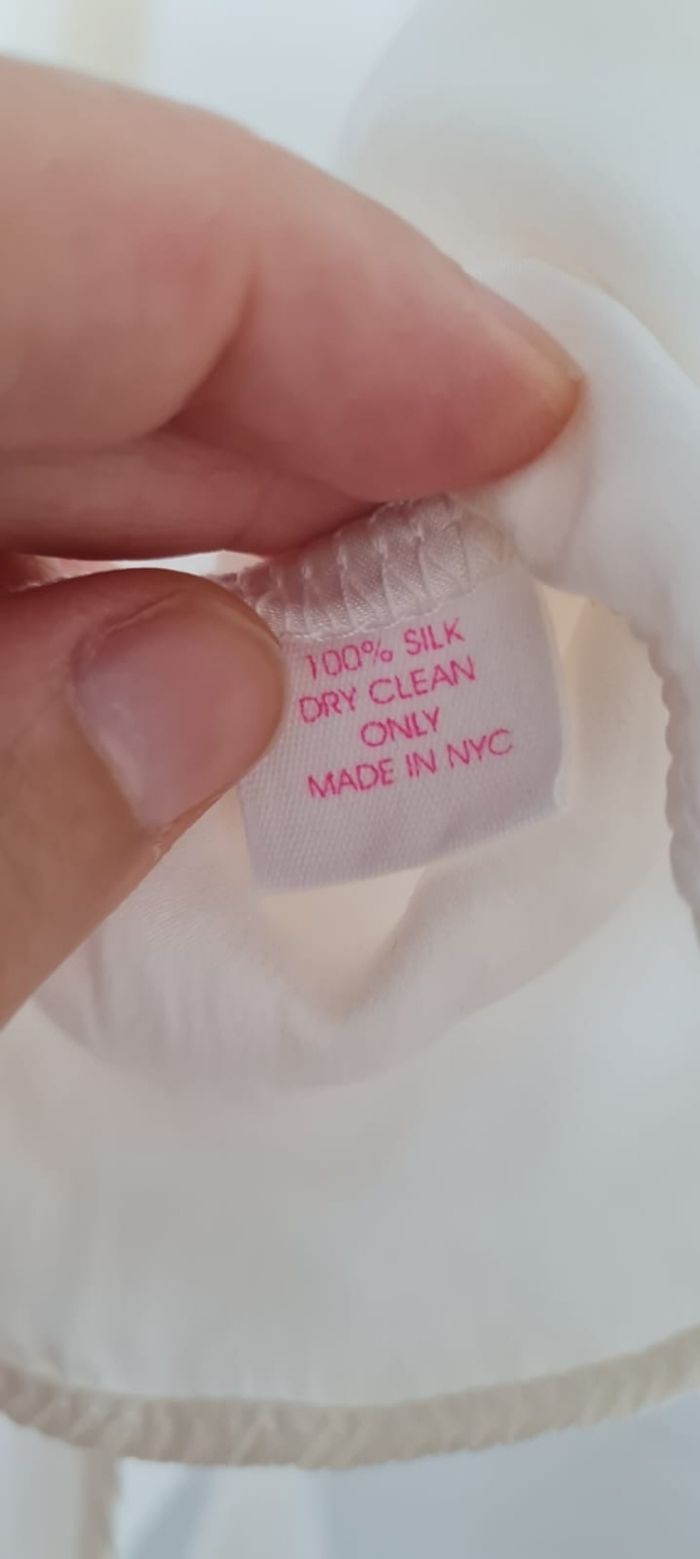 100% SILK
DRY CLEAN
ONLY
MADE IN NYC